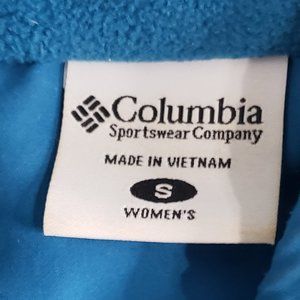 Columbia
Sportswear Company
MADE IN VIETNAM
S
WOMEN'S